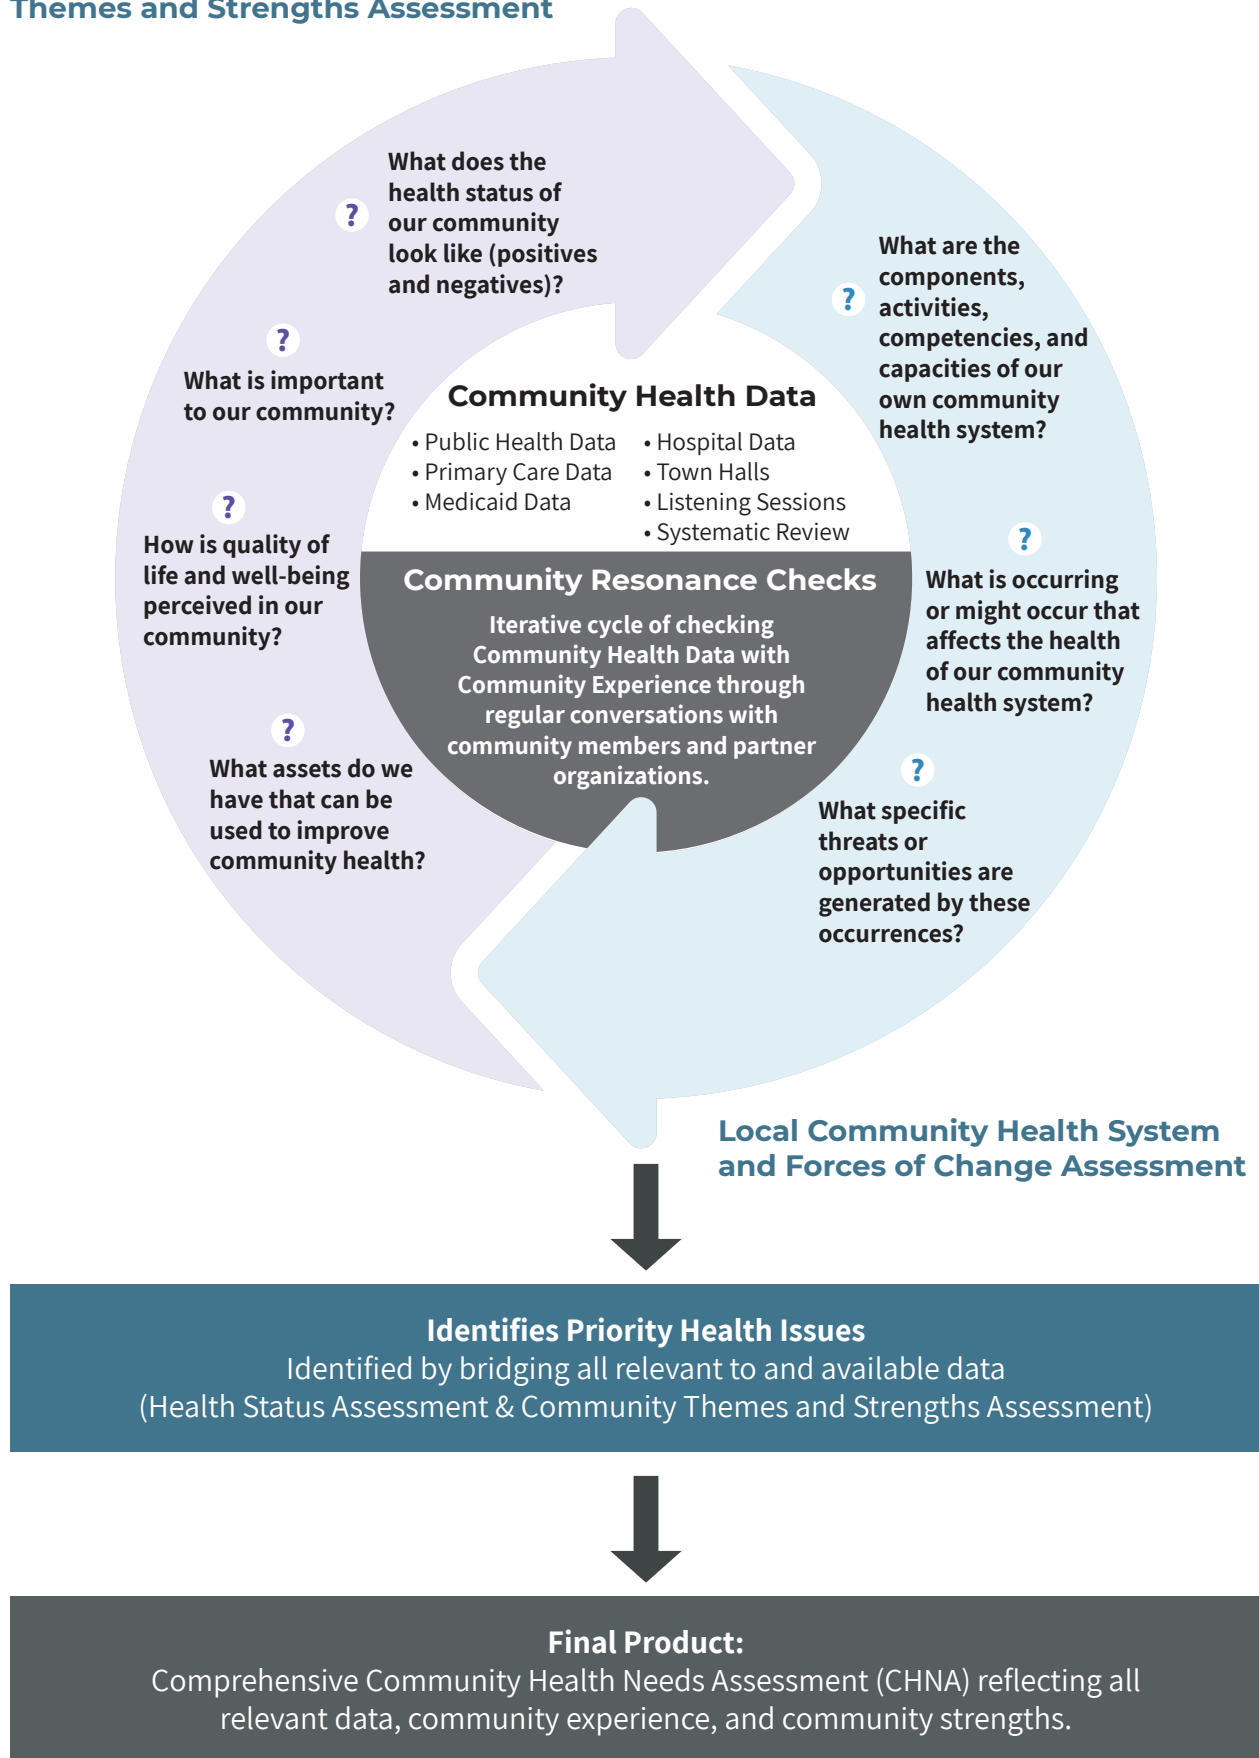 Themes and Strengths Assessment
?
What does the
health status of
our community
look like (positives
and negatives)?
?
What is important
to our community?
?
How is quality of
life and well-being
perceived in our
community?
?
What assets do we
have that can be
used to improve
community health?
Community Health Data
• Public Health Data
• Primary Care Data
• Medicaid Data
• Hospital Data
• Town Halls
• Listening Sessions
• Systematic Review
Community Resonance Checks
Iterative cycle of checking
Community Health Data with
Community Experience through
regular conversations with
community members and partner
organizations.
?
What are the
components,
activities,
competencies, and
capacities of our
own community
health system?
?
What is occurring
or might occur that
affects the health
of our community
health system?
?
What specific
threats or
opportunities are
generated by these
occurrences?
Local Community Health System
and Forces of Change Assessment
Identifies Priority Health Issues
Identified by bridging all relevant to and available data
(Health Status Assessment & Community Themes and Strengths Assessment)
Final Product:
Comprehensive Community Health Needs Assessment (CHNA) reflecting all
relevant data, community experience, and community strengths.